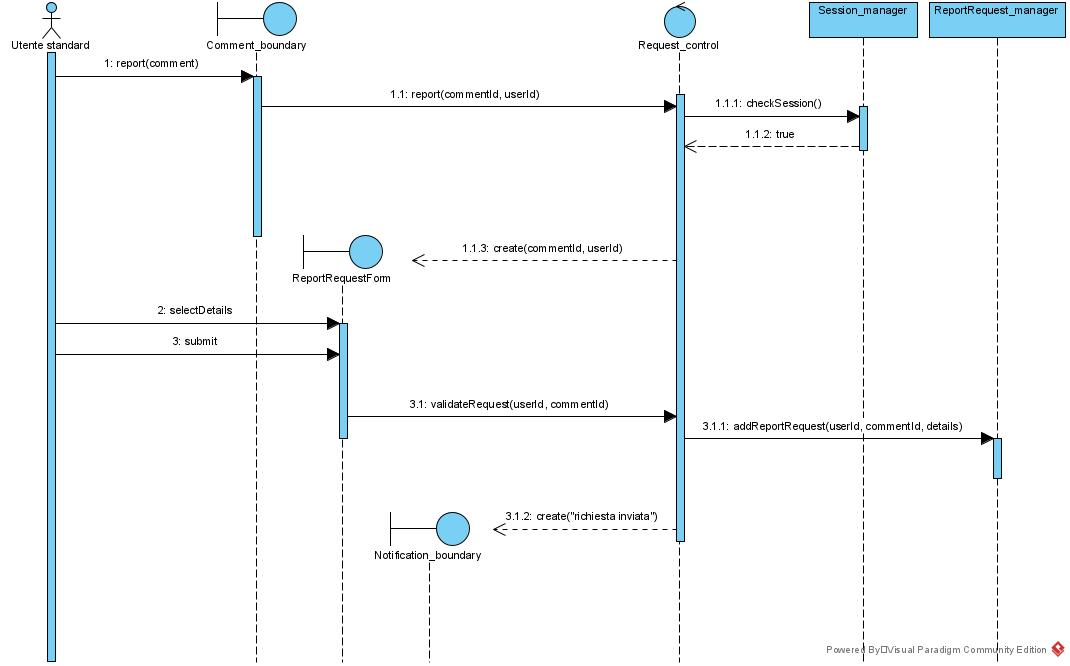 Session_manager
ReportRequest_manager
Utente standard
Comment_boundary
Request_control
1: report(comment)
1.1: report(commentId, userId)
1.1.1: checkSession()
1.1.2: true
1.1.3: create(commentId, userId)
ReportRequestForm
2: selectDetails
3: submit
3.1: validateRequest(userId, commentId)
3.1.1: addReportRequest(userId, commentId, details)
3.1.2: create("richiesta inviata")
Notification_boundary
Powered By Visual Paradigm Community Edition